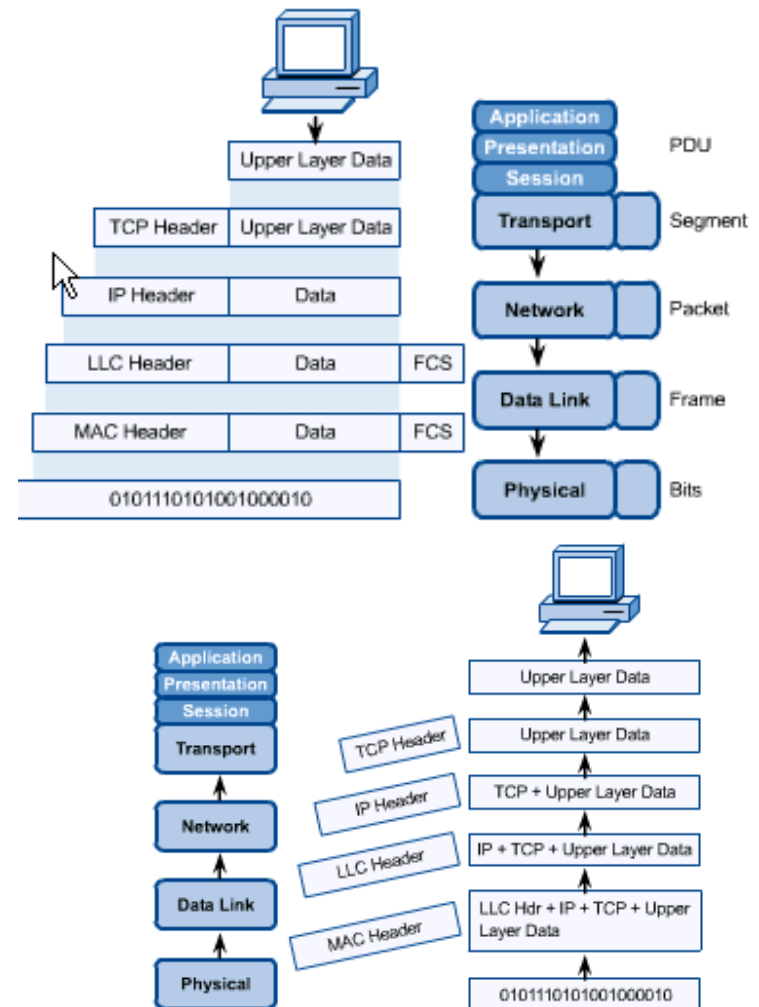 Upper Layer Data
TCP Header Upper Layer Data
IP Header Data
LLC Header Data FCS
MAC Header Data FCS
0101110101001000010
Application
Presentation
Session
PDU
Transport
Segment
Network
Packet
Data Link
Frame
Physical
Bits
Application
Presentation
Session
Transport
Network
Data Link
Physical
TCP Header
IP Header
LLC Header
MAC Header
Upper Layer Data
Upper Layer Data
TCP + Upper Layer Data
IP + TCP + Upper Layer Data
LLC Hdr + IP + TCP + Upper
Layer Data
0101110101001000010